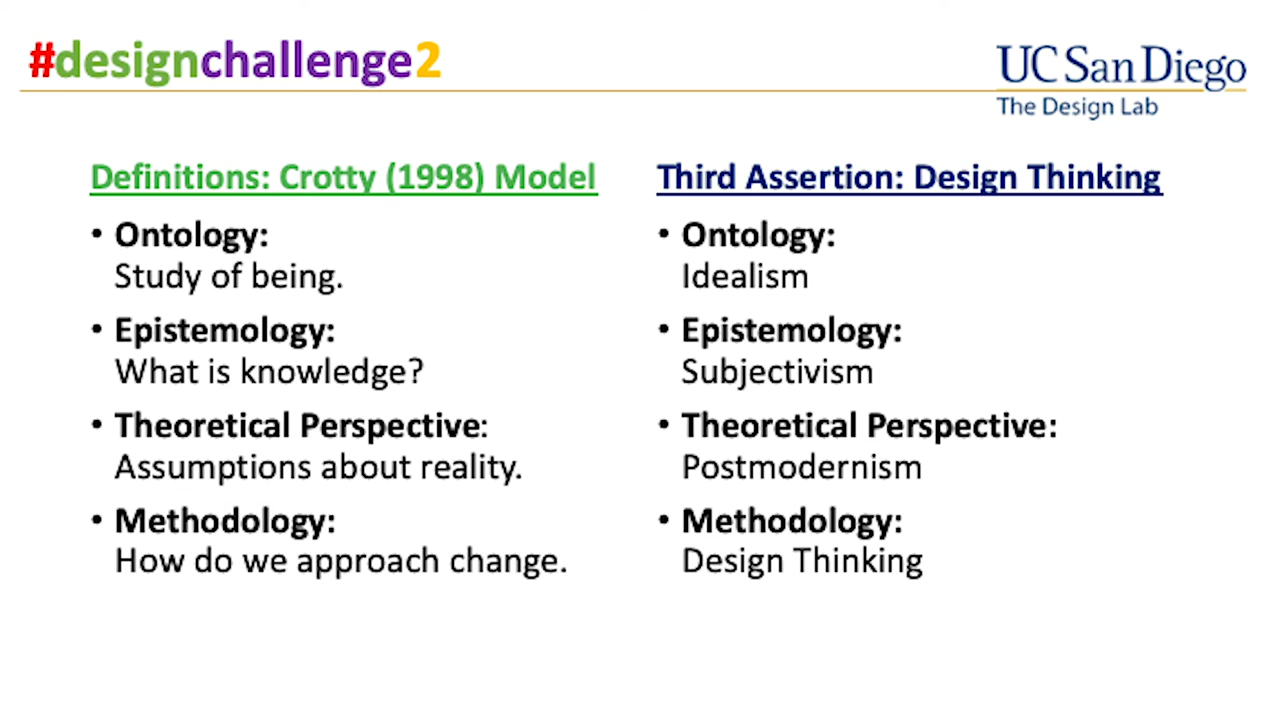 #designchallenge2
UC San Diego
The Design Lab
Definitions: Crotty (1998) Model
• Ontology:
Study of being.
• Epistemology:
What is knowledge?
• Theoretical Perspective:
Assumptions about reality.
• Methodology:
How do we approach change.
Third Assertion: Design Thinking
• Ontology:
Idealism
• Epistemology:
Subjectivism
• Theoretical Perspective:
Postmodernism
• Methodology:
Design Thinking